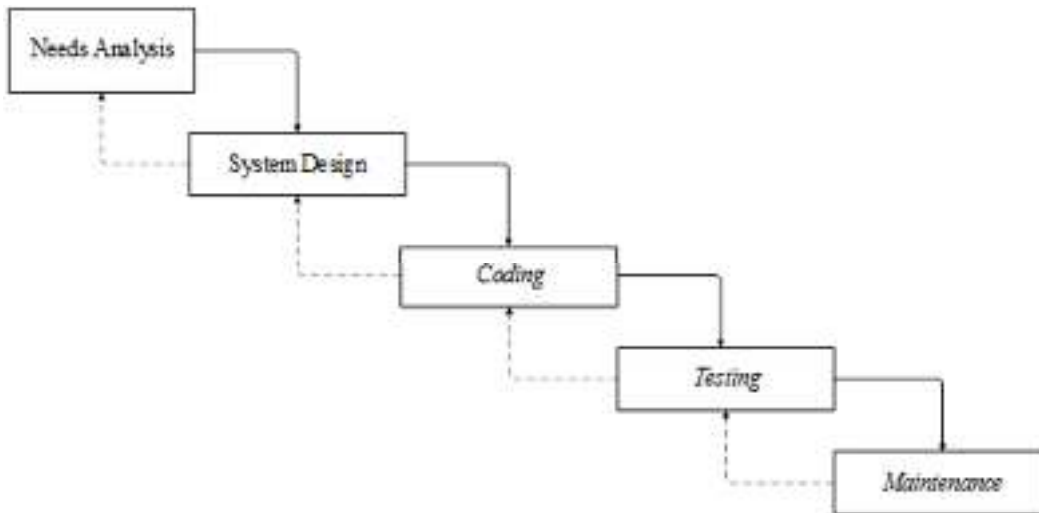 Needs Analysis
System Design
Coding
Testing
Maintenance